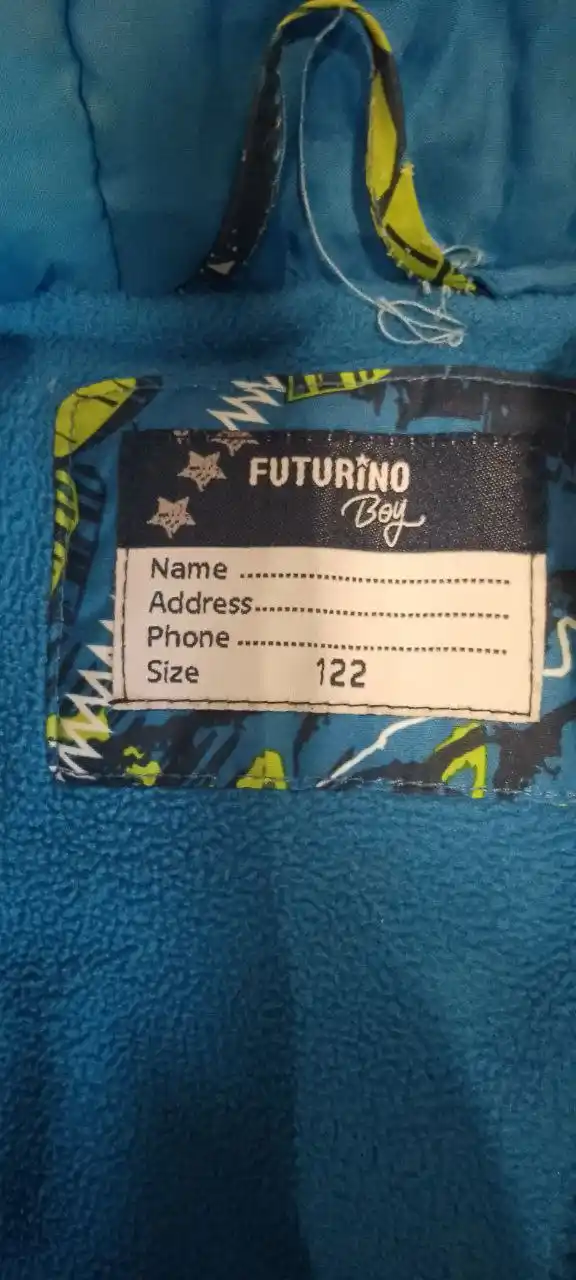 FUTURINO
Boy
Name ........................................
Address........................................
Phone ........................................
Size 122